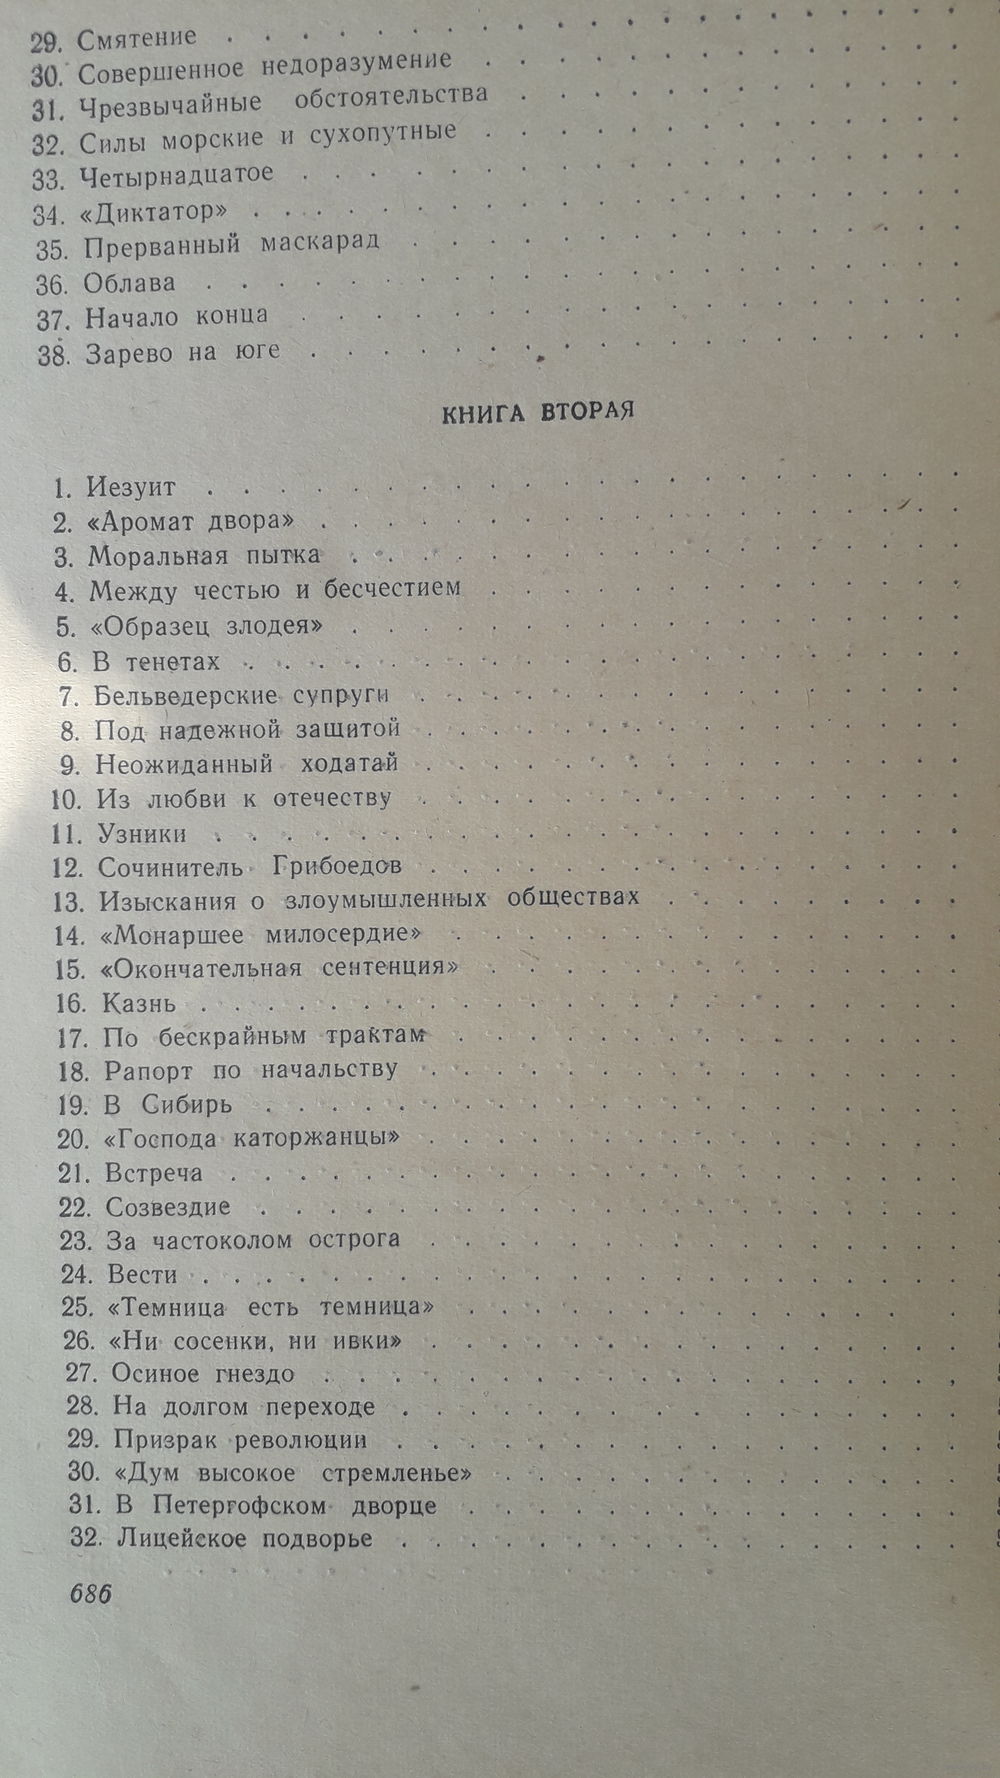 29. Смятение . . . . . . . . . . . . . . . . . . .
30. Совершенное недоразумение . . . . . . . . . . . .
31. Чрезвычайные обстоятельства . . . . . . . . . . . .
32. Силы морские и сухопутные . . . . . . . . . . . . .
33. Четырнадцатое . . . . . . . . . . . . . . . . . .
34. «Диктатор» . . . . . . . . . . . . . . . . . . .
35. Прерванный маскарад . . . . . . . . . . . . . . .
36. Облава . . . . . . . . . . . . . . . . . . . . .
37. Начало конца . . . . . . . . . . . . . . . . . .
38. Зарево на юге . . . . . . . . . . . . . . . . . .
КНИГА ВТОРАЯ
1. Иезуит . . . . . . . . . . . . . . . . . . . . .
2. «Аромат двора» . . . . . . . . . . . . . . . . . .
3. Моральная пытка . . . . . . . . . . . . . . . . .
4. Между честью и бесчестием . . . . . . . . . . . . .
5. «Образец злодея» . . . . . . . . . . . . . . . . .
6. В тенетах . . . . . . . . . . . . . . . . . . . .
7. Бельведерские супруги . . . . . . . . . . . . . . .
8. Под надежной защитой . . . . . . . . . . . . . . .
9. Неожиданный ходатай . . . . . . . . . . . . . . .
10. Из любви к отечеству . . . . . . . . . . . . . . .
11. Узники . . . . . . . . . . . . . . . . . . . . .
12. Сочинитель Грибоедов . . . . . . . . . . . . . . .
13. Изыскания о злоумышленных обществах . . . . . . . . .
14. «Монаршее милосердие» . . . . . . . . . . . . . .
15. «Окончательная сентенция» . . . . . . . . . . . . .
16. Казнь . . . . . . . . . . . . . . . . . . . . .
17. По бескрайным трактам . . . . . . . . . . . . . .
18. Рапорт по начальству . . . . . . . . . . . . . . .
19. В Сибирь . . . . . . . . . . . . . . . . . . . .
20. «Господа каторжанцы» . . . . . . . . . . . . . . .
21. Встреча . . . . . . . . . . . . . . . . . . . . .
22. Созвездие . . . . . . . . . . . . . . . . . . . .
23. За частоколом острога . . . . . . . . . . . . . . .
24. Вести . . . . . . . . . . . . . . . . . . . . .
25. «Темница есть темница» . . . . . . . . . . . . . .
26. «Ни сосенки, ни ивки» . . . . . . . . . . . . . . .
27. Осиное гнездо . . . . . . . . . . . . . . . . . .
28. На долгом переходе . . . . . . . . . . . . . . . .
29. Призрак революции . . . . . . . . . . . . . . . .
30. «Дум высокое стремленье» . . . . . . . . . . . . .
31. В Петергофском дворце . . . . . . . . . . . . . .
32. Лицейское подворье . . . . . . . . . . . . . . . .
686